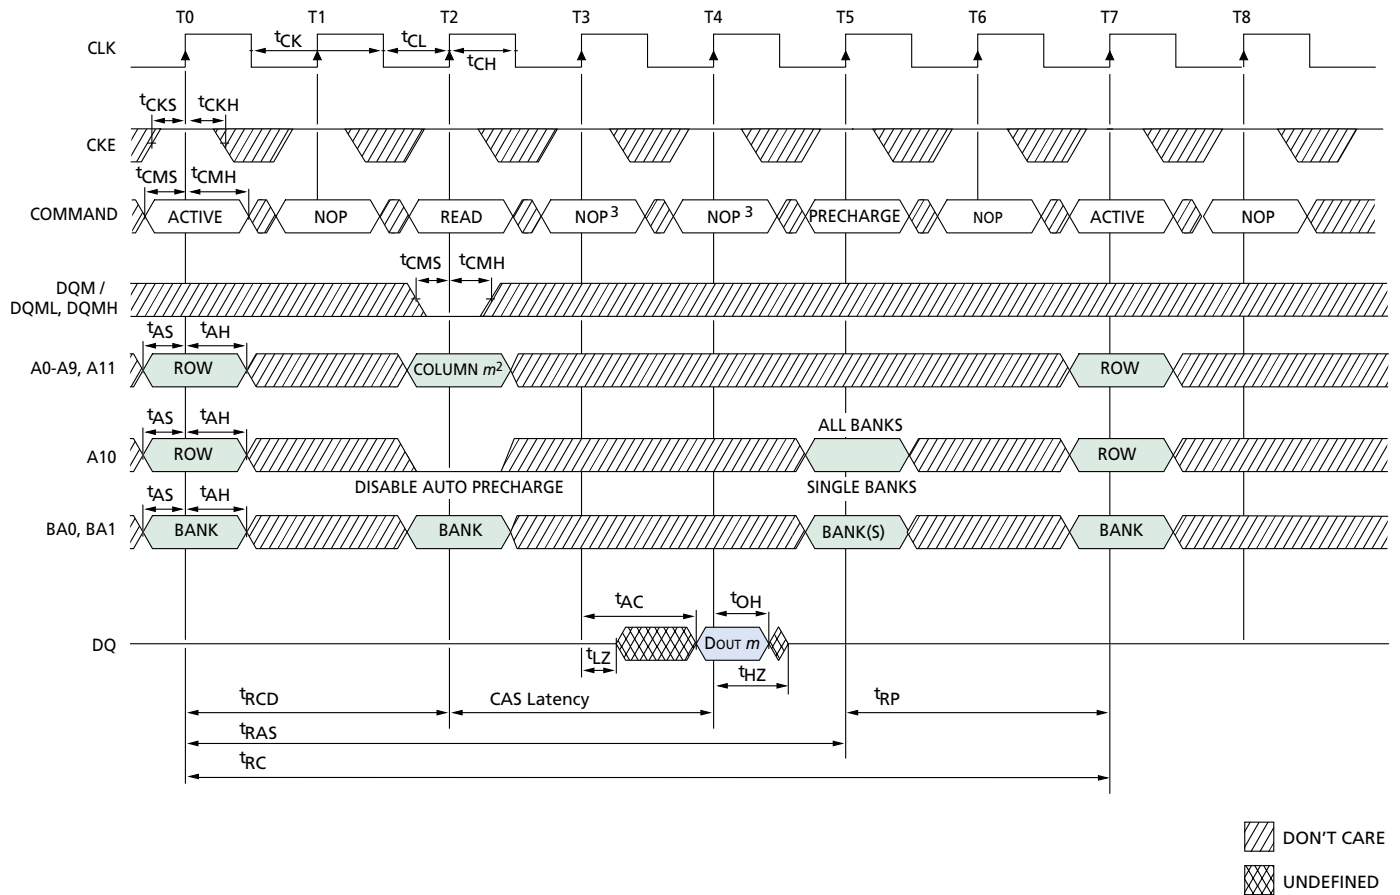 T0 T1 T2 T3 T4 T5 T6 T7 T8
CLK
tCK tCL
tCH
tCKS tCKH
CKE
tCMS tCMH
COMMAND ACTIVE NOP READ NOP3 NOP 3 PRECHARGE NOP ACTIVE NOP
tCMS tCMH
DQM /
DQML, DQMH
tAS tAH
A0-A9, A11 ROW COLUMN m2 ROW
tAS tAH ALL BANKS
A10 ROW ROW
DISABLE AUTO PRECHARGE SINGLE BANKS
tAS tAH
BA0, BA1 BANK BANK BANK(S) BANK
tAC tOH
DQ DOUT m
tLZ tHZ
tRCD CAS Latency tRP
tRAS
tRC
DON'T CARE
UNDEFINED